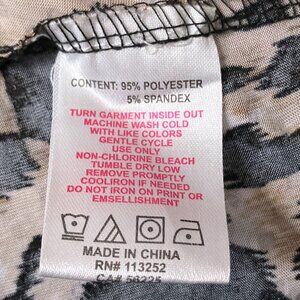 CONTENT: 95% POLYESTER
5% SPANDEX
TURN GARMENT INSIDE OUT
MACHINE WASH COLD
WITH LIKE COLORS
GENTLE CYCLE
USE ONLY
NON-CHLORINE BLEACH
TUMBLE DRY LOW
REMOVE PROMPTLY
COOLIRON IF NEEDED
DO NOT IRON ON PRINT OR
EMSELLISHMENT
MADE IN CHINA
RN# 113252